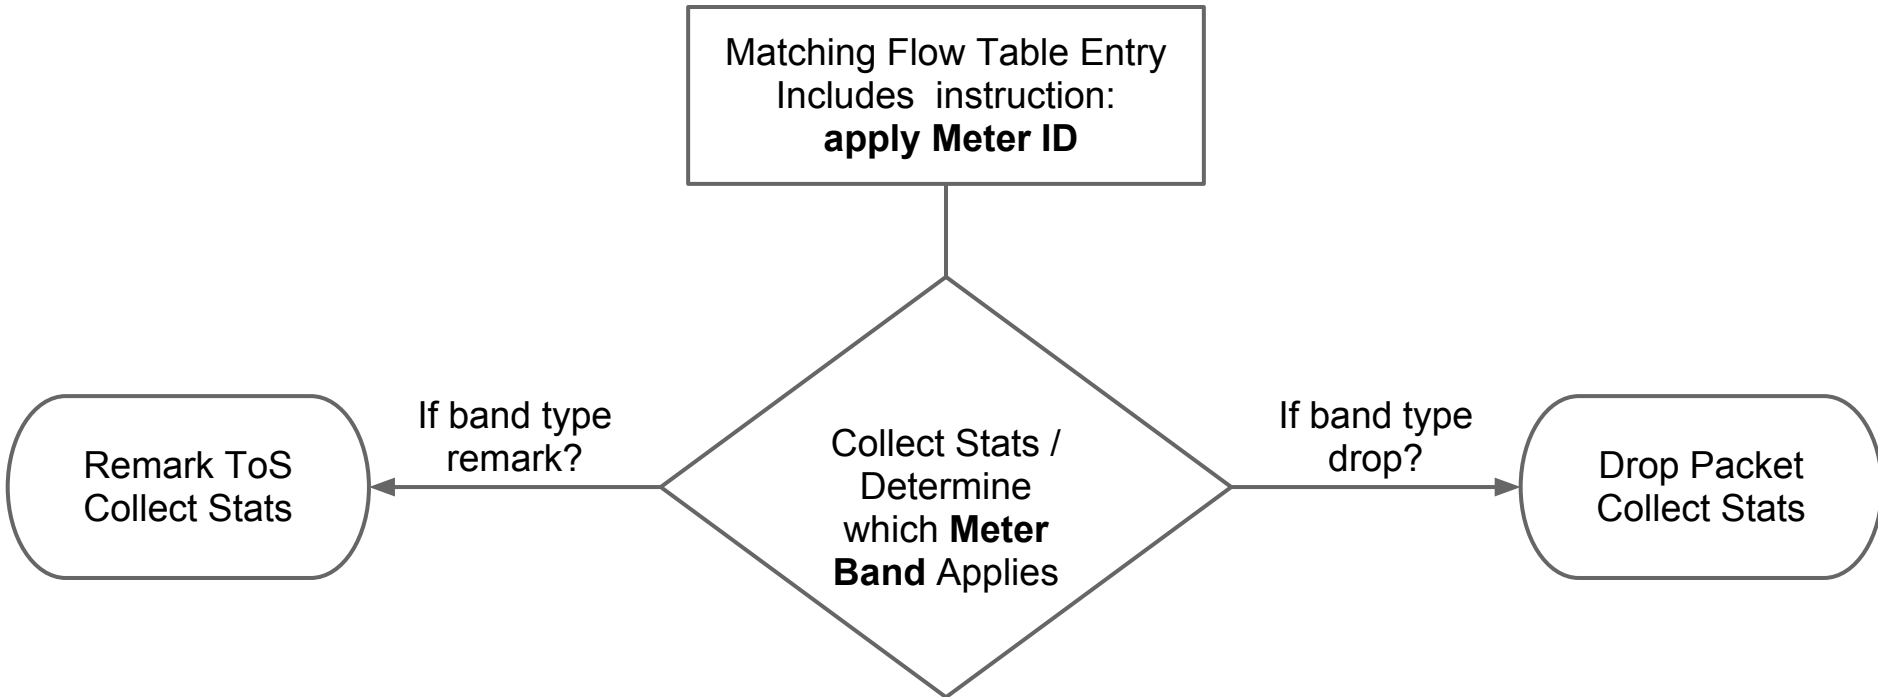 Matching Flow Table Entry
Includes instruction:
apply Meter ID
If band type
remark?
If band type
drop?
Remark ToS
Collect Stats
Collect Stats /
Determine
which Meter
Band Applies
Drop Packet
Collect Stats